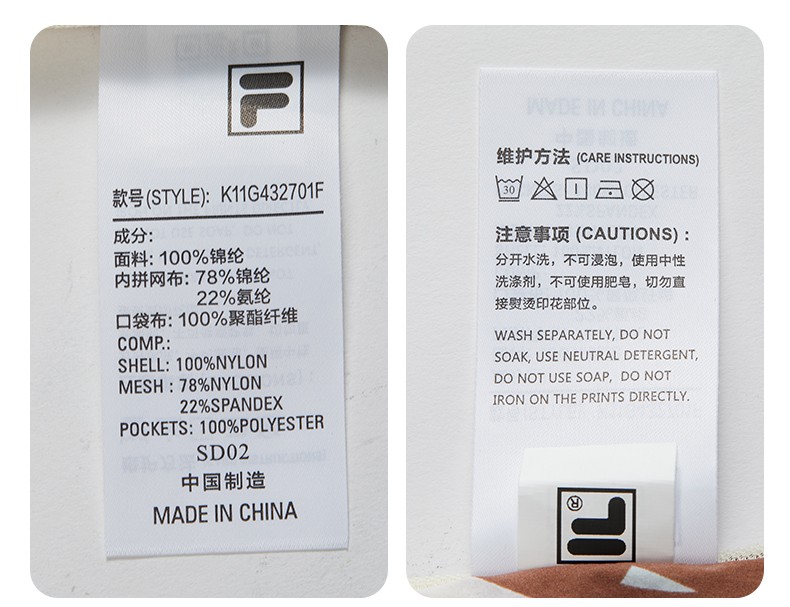 款号(STYLE): K11G432701F
成分:
面料: 100%锦纶
内拼网布: 78%锦纶
22%氨纶
口袋布: 100%聚酯纤维
COMP.:
SHELL: 100%NYLON
MESH : 78%NYLON
22%SPANDEX
POCKETS: 100%POLYESTER
SD02
中国制造
MADE IN CHINA
维护方法 (CARE INSTRUCTIONS)
30
注意事项 (CAUTIONS) :
分开水洗，不可浸泡，使用中性
洗涤剂，不可使用肥皂，切勿直
接熨烫印花部位。
WASH SEPARATELY, DO NOT
SOAK, USE NEUTRAL DETERGENT,
DO NOT USE SOAP, DO NOT
IRON ON THE PRINTS DIRECTLY.
®